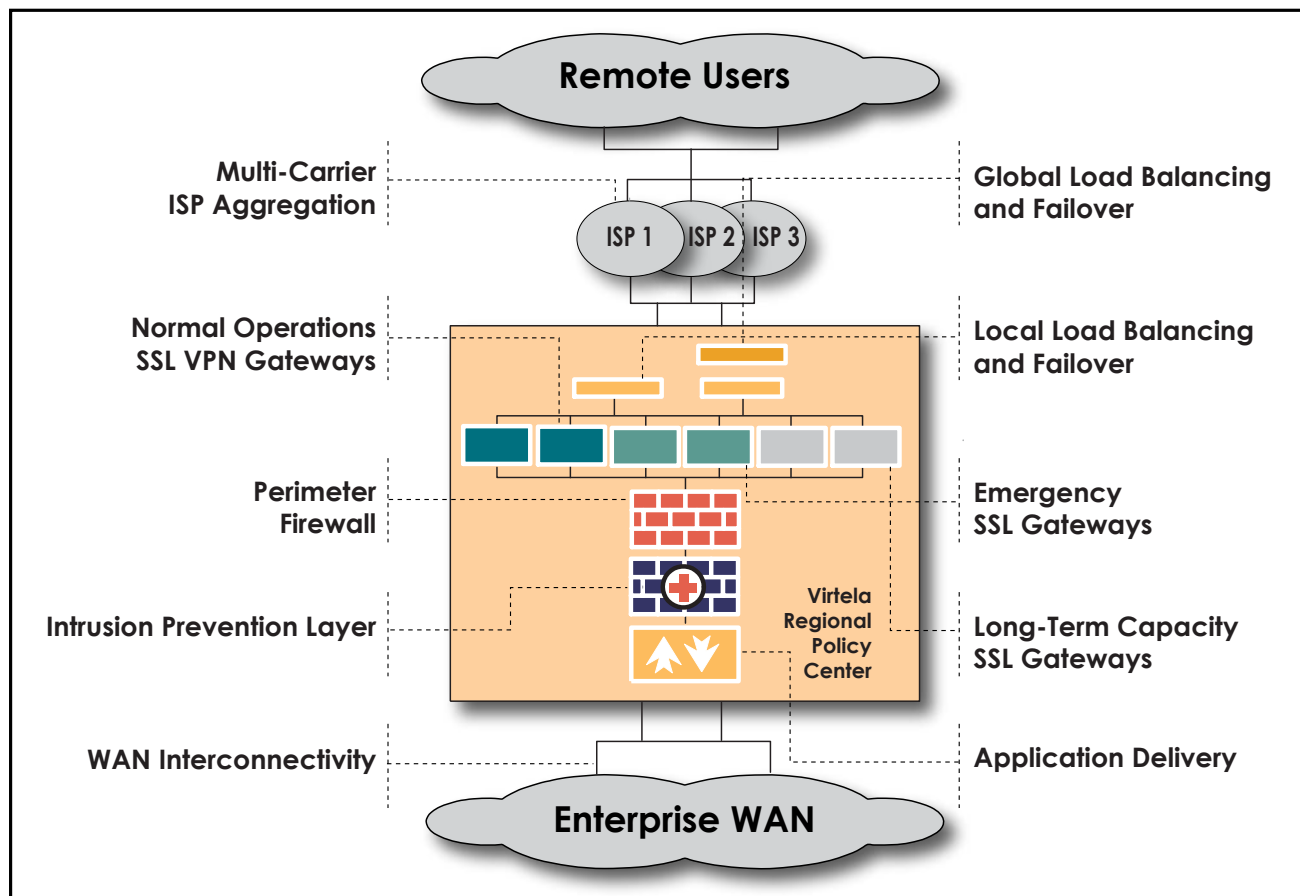 Remote Users
Multi-Carrier
ISP Aggregation
Global Load Balancing
and Failover
ISP 1
ISP 2
ISP 3
Normal Operations
SSL VPN Gateways
Local Load Balancing
and Failover
Perimeter
Firewall
Emergency
SSL Gateways
Intrusion Prevention Layer
Virtela
Regional
Policy
Center
Long-Term Capacity
SSL Gateways
WAN Interconnectivity
Application Delivery
Enterprise WAN